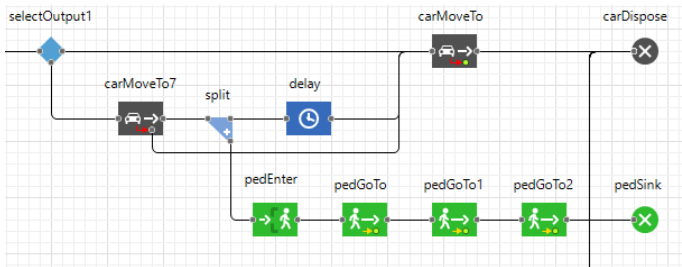 selectOutput1
carMoveTo
carDispose
carMoveTo7
split
delay
pedEnter
pedGoTo
pedGoTo1
pedGoTo2
pedSink